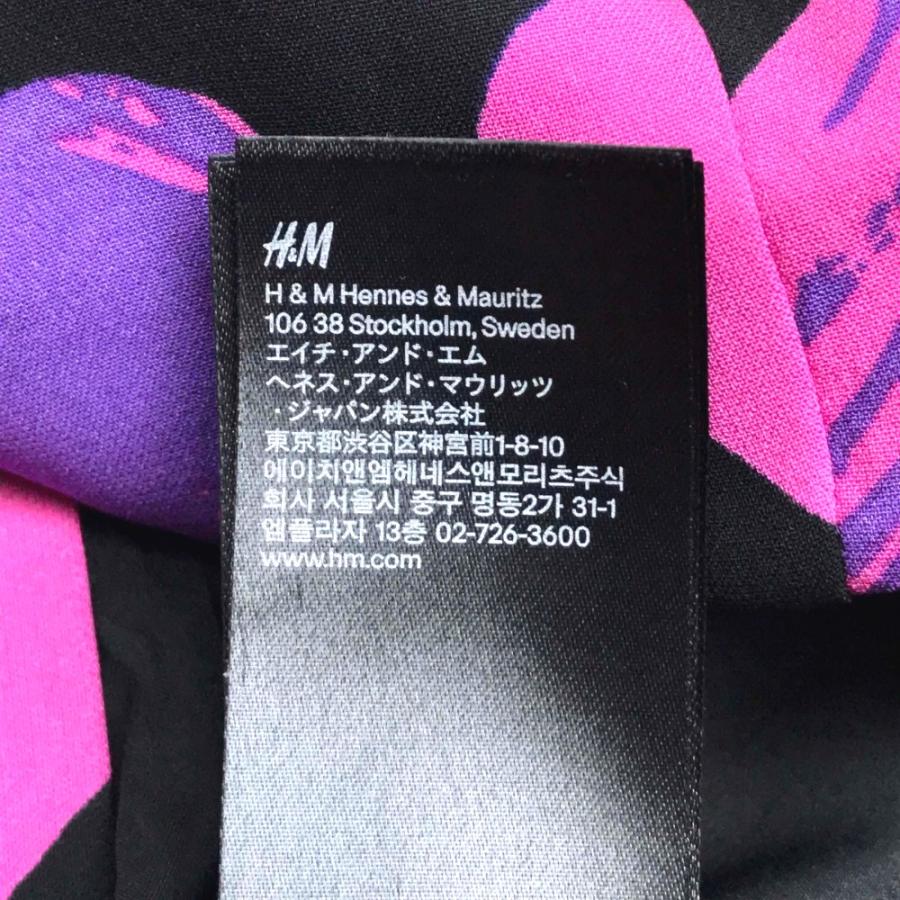 H&M
H & M Hennes & Mauritz
106 38 Stockholm, Sweden
エイチ・アンド・エム
ヘネス・アンド・マウリッツ
・ジャパン株式会社
東京都渋谷区神宮前1-8-10
에이치앤엠헤네스앤모리츠주식
회사 서울시 중구 명동2가 31-1
엠플라자 13층 02-726-3600
www.hm.com